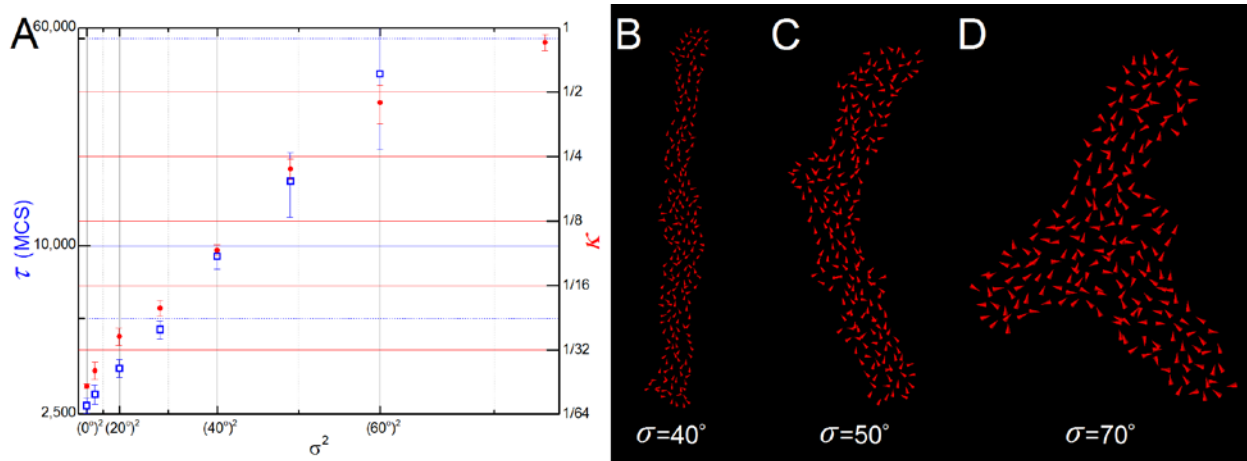 A
60,000
10,000
2,500
τ (MCS)
1
1/2
1/4
1/8
1/16
1/32
1/64
κ
(0°)² (20°)² (40°)² (60°)²
σ²
B
σ=40°
C
σ=50°
D
σ=70°